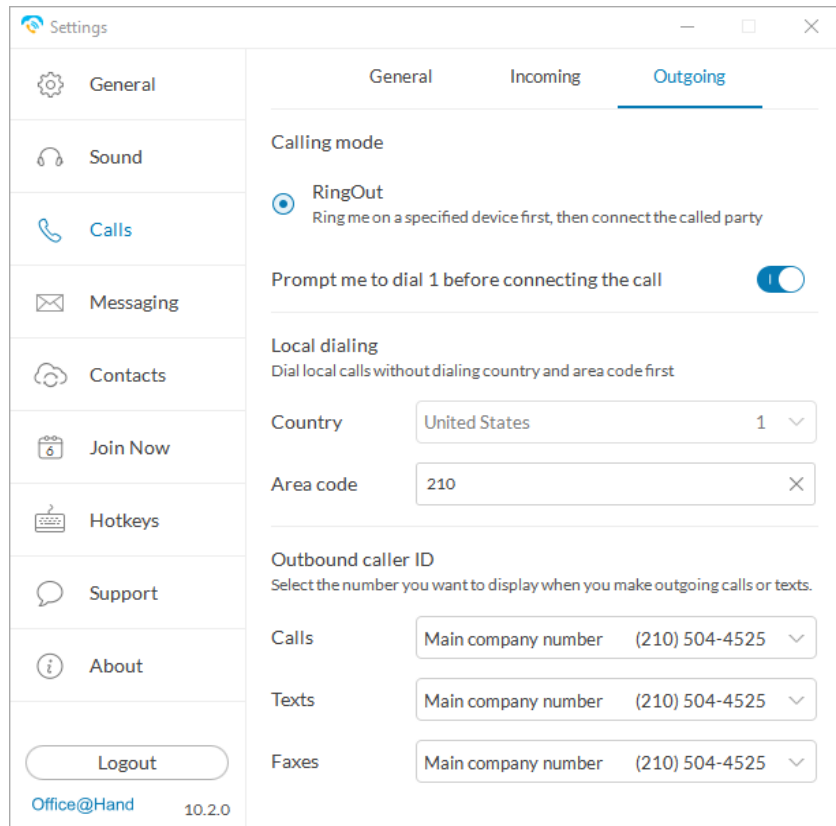 Settings
General
Sound
Calls
Messaging
Contacts
6
Join Now
Hotkeys
Support
About
Logout
Office@Hand 10.2.0
General Incoming Outgoing
Calling mode
RingOut
Ring me on a specified device first, then connect the called party
Prompt me to dial 1 before connecting the call
Local dialing
Dial local calls without dialing country and area code first
Country United States 1
Area code 210
Outbound caller ID
Select the number you want to display when you make outgoing calls or texts.
Calls Main company number (210) 504-4525
Texts Main company number (210) 504-4525
Faxes Main company number (210) 504-4525